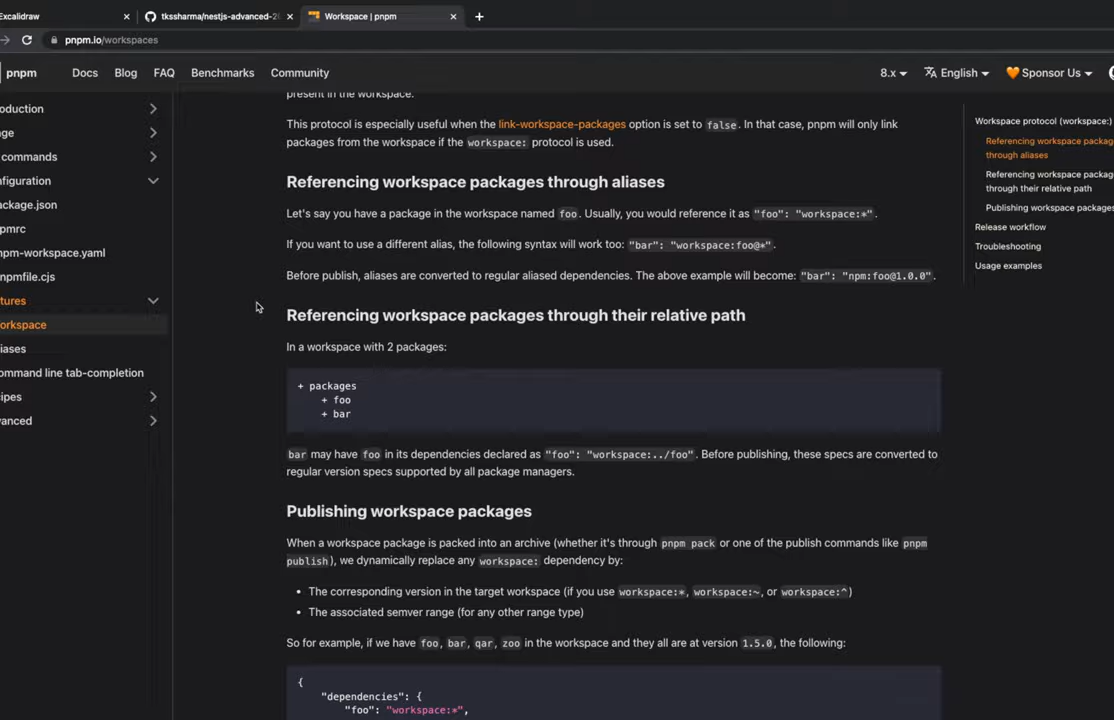 Excalidraw
tkssharma/nestjs-advanced-2
Workspace | pnpm
pnpm.io/workspaces
pnpm
Docs
Blog
FAQ
Benchmarks
Community
8.x
English
Sponsor Us
oduction
ge
commands
figuration
ackage.json
pmrc
npm-workspace.yaml
npmfile.cjs
tures
orkspace
iases
ommand line tab-completion
cipes
vanced
present in the workspace.
This protocol is especially useful when the link-workspace-packages option is set to false. In that case, pnpm will only link
packages from the workspace if the workspace: protocol is used.
Referencing workspace packages through aliases
Let's say you have a package in the workspace named foo. Usually, you would reference it as "foo": "workspace:*".
If you want to use a different alias, the following syntax will work too: "bar": "workspace:foo@*".
Before publish, aliases are converted to regular aliased dependencies. The above example will become: "bar": "npm:foo@1.0.0".
Referencing workspace packages through their relative path
In a workspace with 2 packages:
+ packages
+ foo
+ bar
bar may have foo in its dependencies declared as "foo": "workspace:../foo". Before publishing, these specs are converted to
regular version specs supported by all package managers.
Publishing workspace packages
When a workspace package is packed into an archive (whether it's through pnpm pack or one of the publish commands like pnpm
publish), we dynamically replace any workspace: dependency by:
• The corresponding version in the target workspace (if you use workspace:*, workspace:~, or workspace:^)
• The associated semver range (for any other range type)
So for example, if we have foo, bar, qar, zoo in the workspace and they all are at version 1.5.0, the following:
{
"dependencies": {
"foo": "workspace:*",
Workspace protocol (workspace:)
Referencing workspace packag
through aliases
Referencing workspace packag
through their relative path
Publishing workspace packages
Release workflow
Troubleshooting
Usage examples